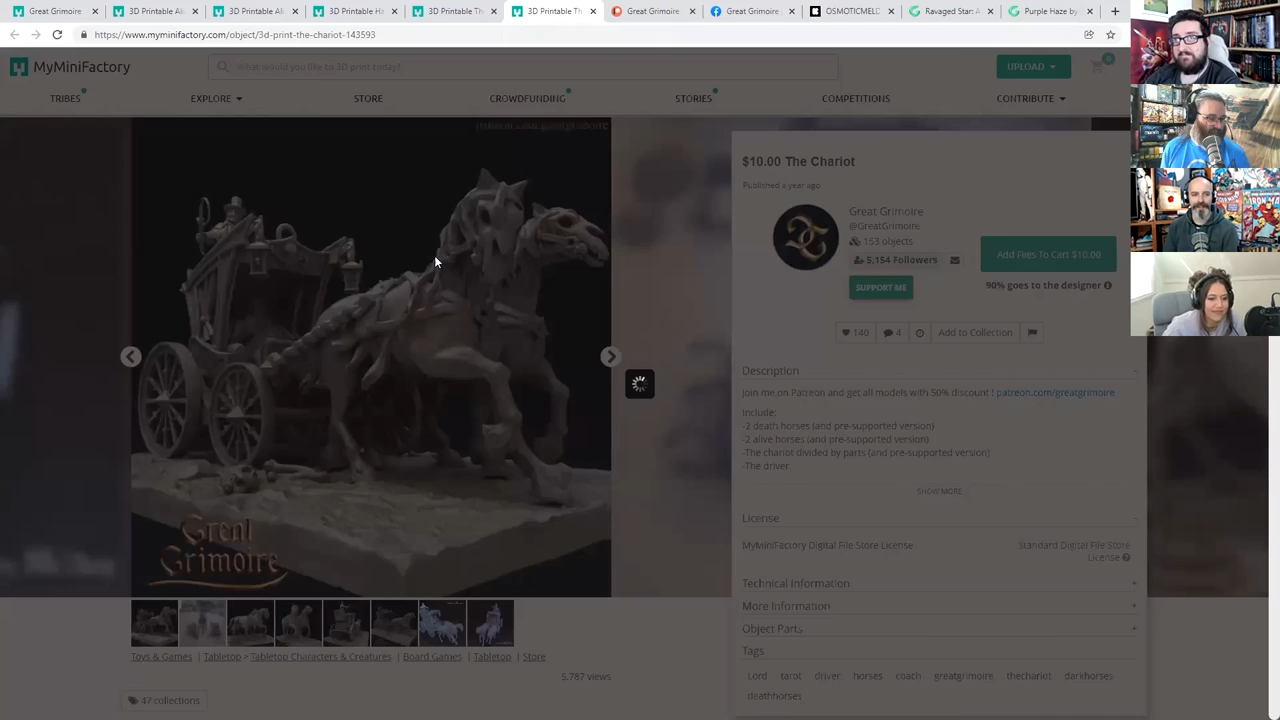 Great Grimoire
3D Printable Al
3D Printable Al
3D Printable Ha
3D Printable Th
3D Printable Th
Great Grimoire
Great Grimoire
OSMOTICMELD
Ravaged Star: A
Purple Haze by
https://www.myminifactory.com/object/3d-print-the-chariot-143593
MyMiniFactory
What would you like to 3D print today?
UPLOAD
0
TRIBES
EXPLORE
STORE
CROWDFUNDING
STORIES
COMPETITIONS
CONTRIBUTE
$10.00 The Chariot
Published a year ago
Great Grimoire
@GreatGrimoire
153 objects
5,154 Followers
SUPPORT ME
Add Files To Cart $10.00
90% goes to the designer
140
4
Add to Collection
Description
-
Join me on Patreon and get all models with 50% discount ! patreon.com/greatgrimoire
Include:
-2 death horses (and pre-supported version)
-2 alive horses (and pre-supported version)
-The chariot divided by parts (and pre-supported version)
-The driver
SHOW MORE
License
-
MyMiniFactory Digital File Store License
Standard Digital File Store
License
Technical Information
+
More Information
+
Object Parts
+
Tags
Lord tarot driver horses coach greatgrimoire thechariot darkhorses
deathhorses
Great
Grimoire
Toys & Games | Tabletop > Tabletop Characters & Creatures | Board Games | Tabletop | Store
5,787 views
47 collections
IRON MAN